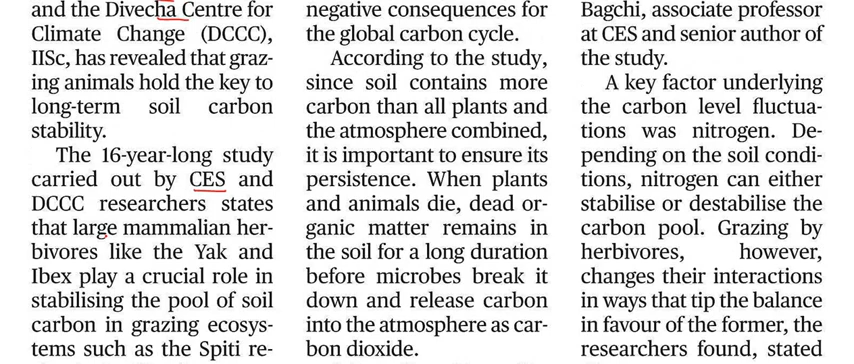 and the Divecha Centre for
Climate Change (DCCC),
IISc, has revealed that graz-
ing animals hold the key to
long-term soil carbon
stability.
The 16-year-long study
carried out by CES and
DCCC researchers states
that large mammalian her-
bivores like the Yak and
Ibex play a crucial role in
stabilising the pool of soil
carbon in grazing ecosys-
tems such as the Spiti re-
negative consequences for
the global carbon cycle.
According to the study,
since soil contains more
carbon than all plants and
the atmosphere combined,
it is important to ensure its
persistence. When plants
and animals die, dead or-
ganic matter remains in
the soil for a long duration
before microbes break it
down and release carbon
into the atmosphere as car-
bon dioxide.
Bagchi, associate professor
at CES and senior author of
the study.
A key factor underlying
the carbon level fluctua-
tions was nitrogen. De-
pending on the soil condi-
tions, nitrogen can either
stabilise or destabilise the
carbon pool. Grazing by
herbivores, however,
changes their interactions
in ways that tip the balance
in favour of the former, the
researchers found, stated